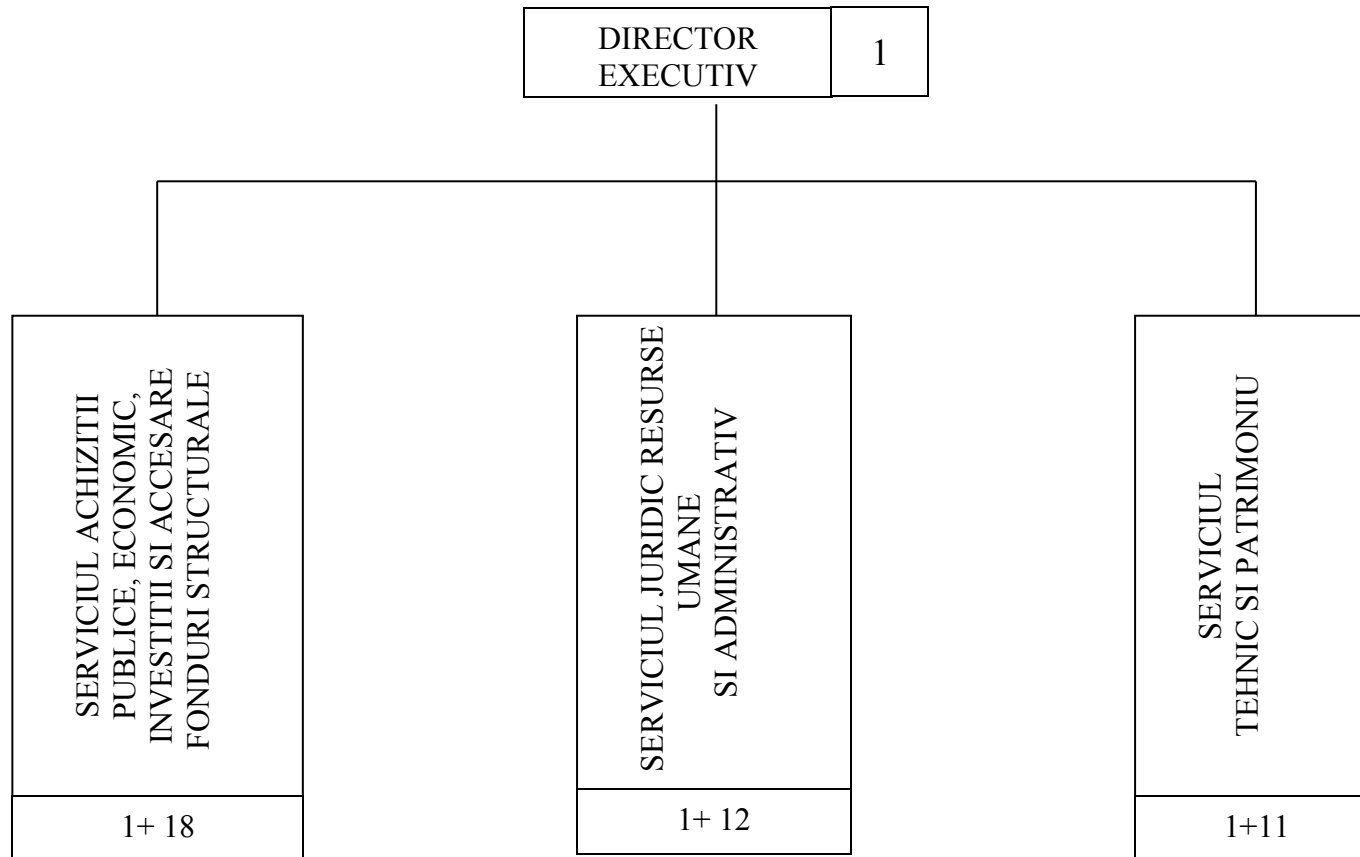 DIRECTOR
EXECUTIV
1
SERVICIUL ACHIZITII
PUBLICE, ECONOMIC,
INVESTITII SI ACCESARE
FONDURI STRUCTURALE
1+ 18
SERVICIUL JURIDIC RESURSE
UMANE
SI ADMINISTRATIV
1+ 12
SERVICIUL
TEHNIC SI PATRIMONIU
1+11